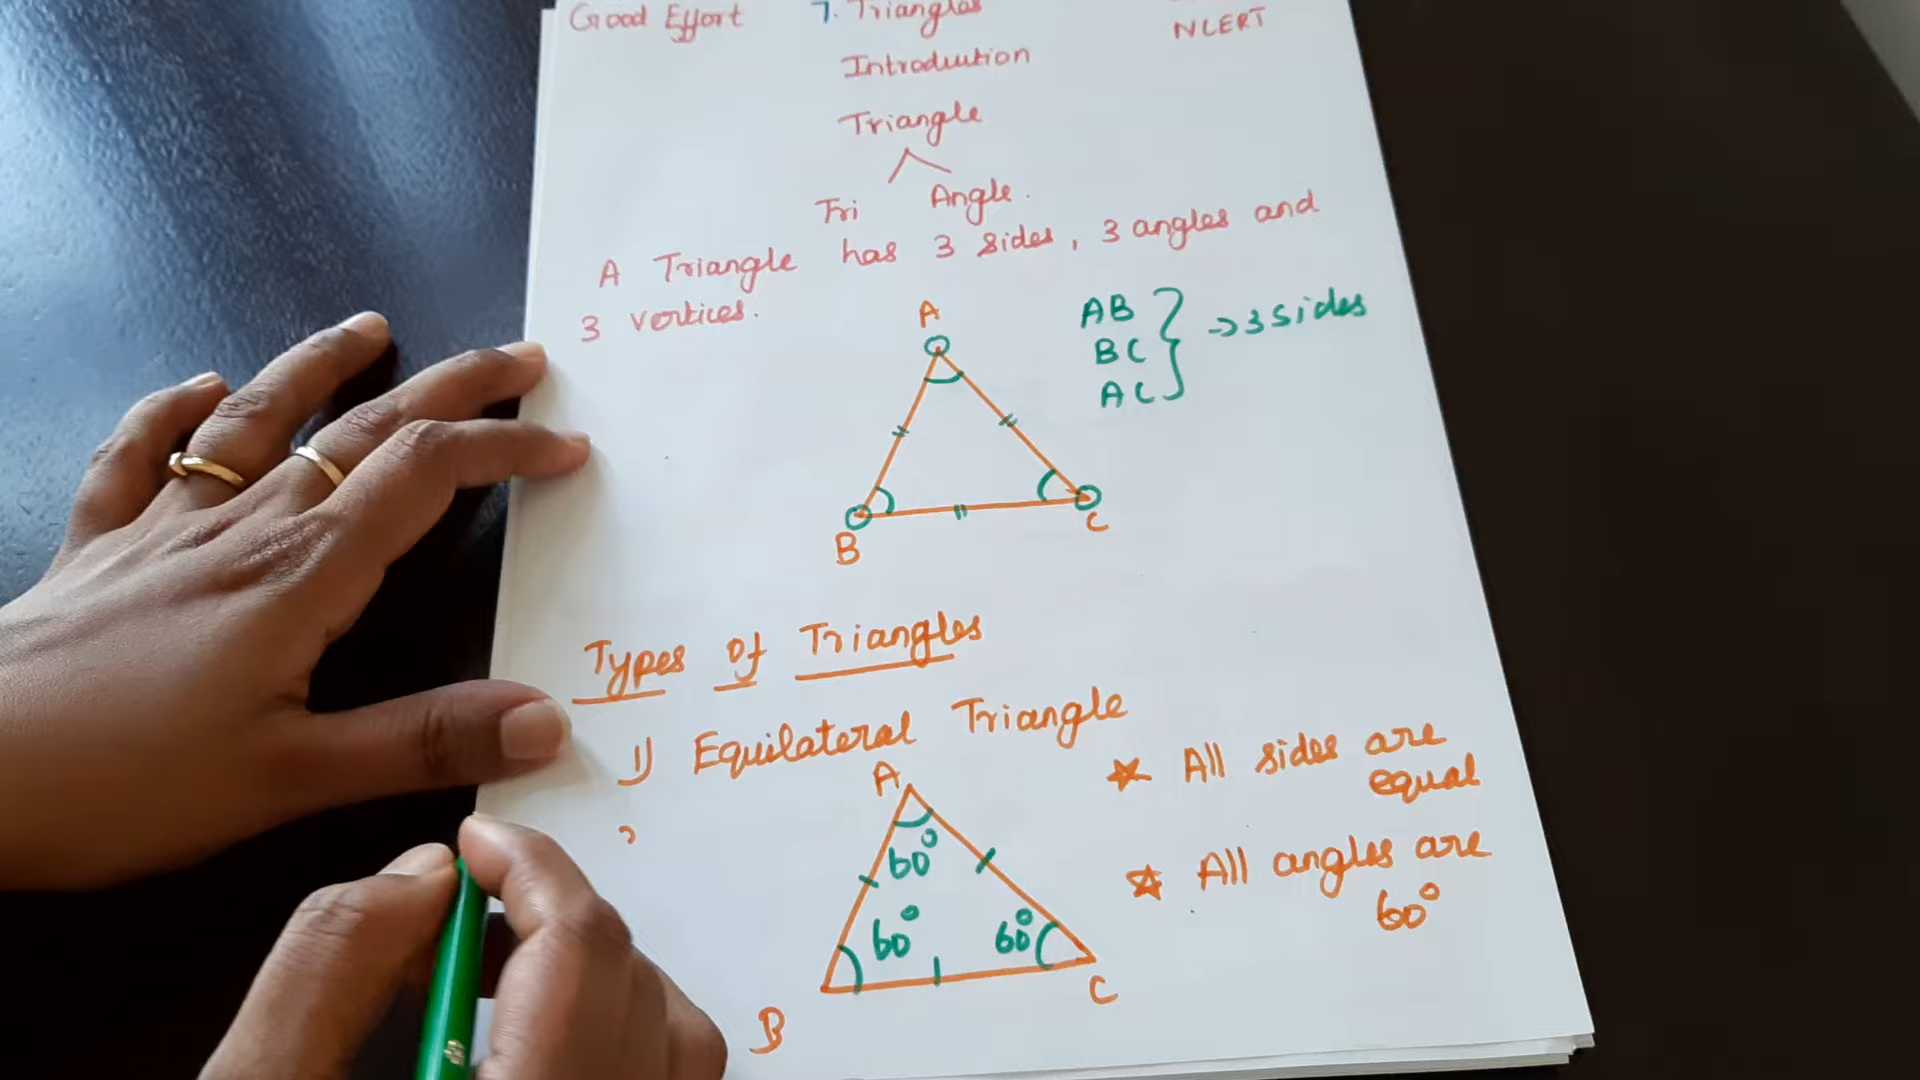 Good Effort 7. Triangles
NCERT
Introduction
Triangle
Tri Angle.
A Triangle has 3 sides, 3 angles and
3 vertices.
A
B
C
AB
BC
AC
→ 3 sides
Types of Triangles
1) Equilateral Triangle
A
60°
60°
60°
B
C
★ All sides are
equal
★ All angles are
60°